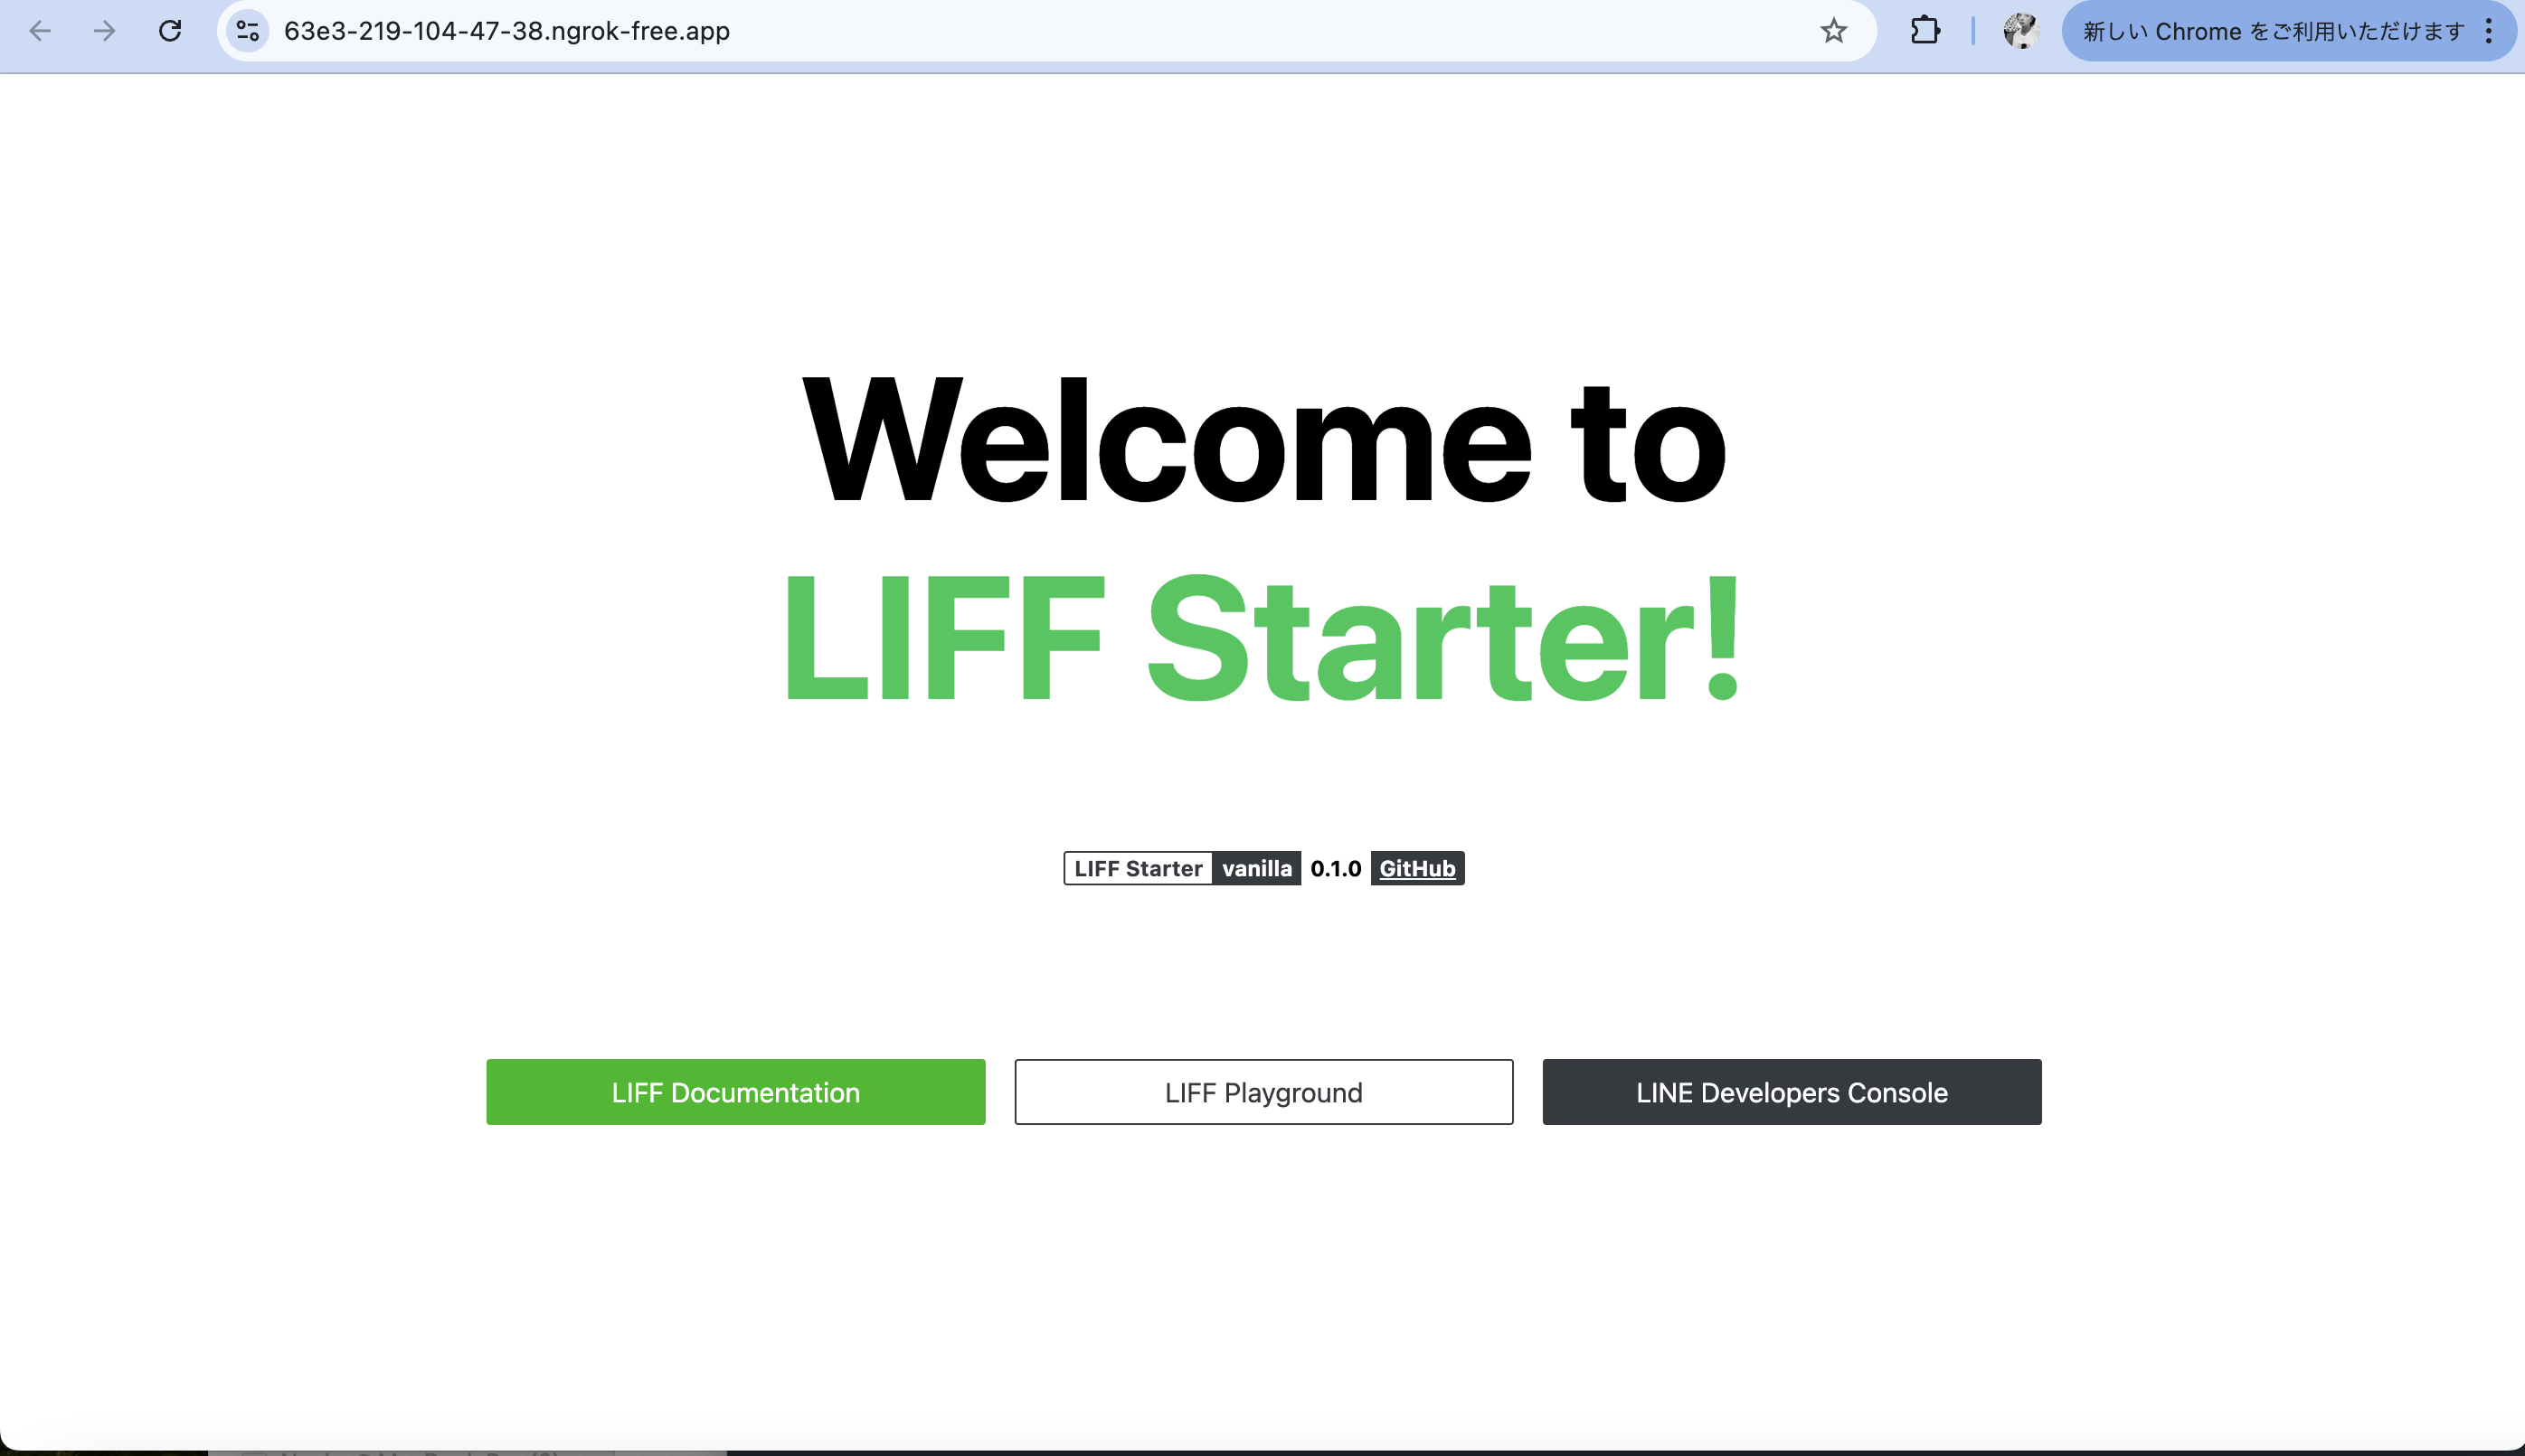 63e3-219-104-47-38.ngrok-free.app
新しい Chrome をご利用いただけます
Welcome to
LIFF Starter!
LIFF Starter vanilla 0.1.0 GitHub
LIFF Documentation
LIFF Playground
LINE Developers Console